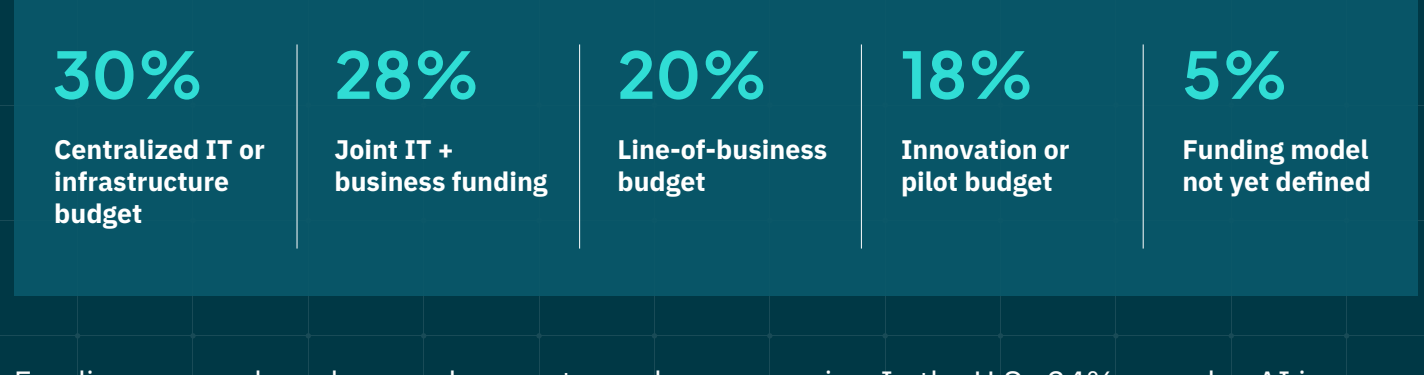 30%
Centralized IT or
infrastructure
budget
28%
Joint IT +
business funding
20%
Line-of-business
budget
18%
Innovation or
pilot budget
5%
Funding model
not yet defined